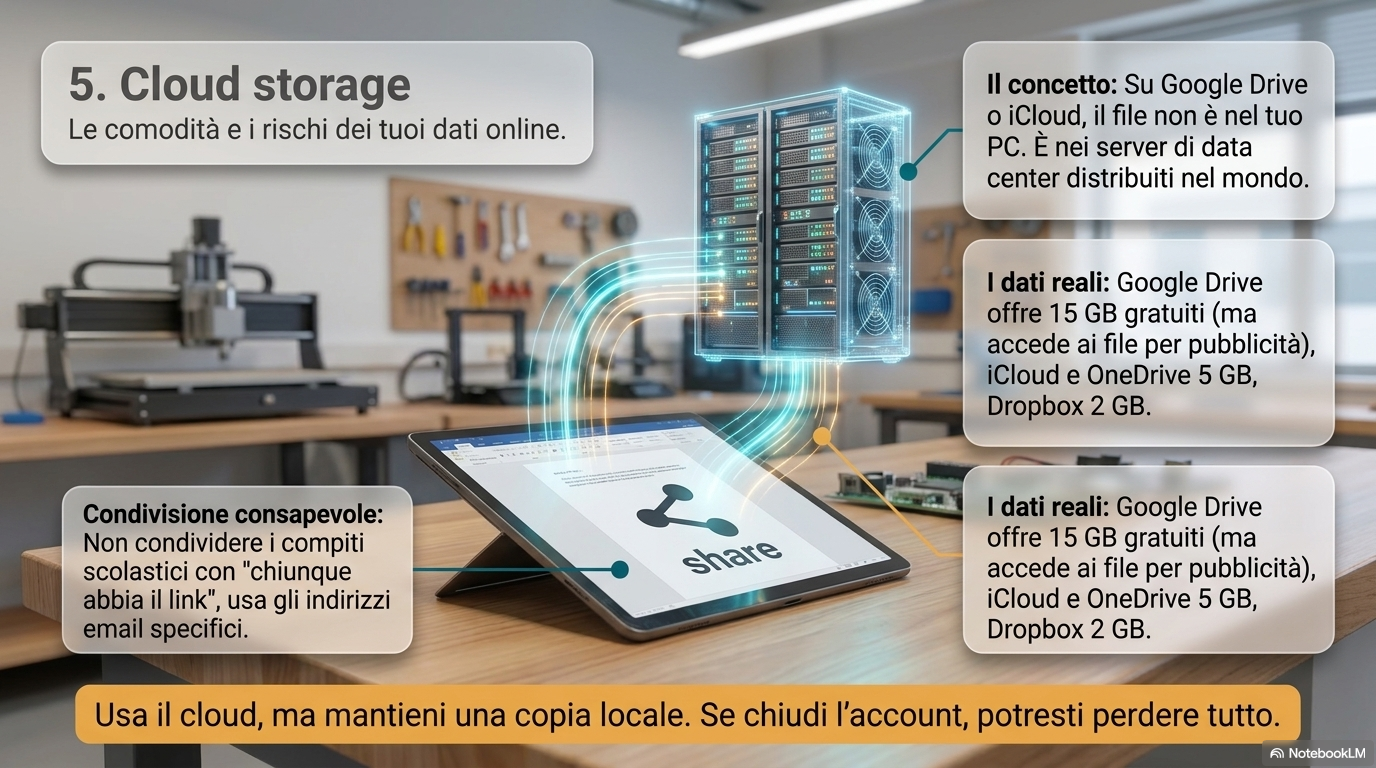 5. Cloud storage
Le comodità e i rischi dei tuoi dati online.
Il concetto: Su Google Drive
o iCloud, il file non è nel tuo
PC. È nei server di data
center distribuiti nel mondo.
I dati reali: Google Drive
offre 15 GB gratuiti (ma
accede ai file per pubblicità),
iCloud e OneDrive 5 GB,
Dropbox 2 GB.
share
Condivisione consapevole:
Non condividere i compiti
scolastici con "chiunque
abbia il link", usa gli indirizzi
email specifici.
I dati reali: Google Drive
offre 15 GB gratuiti (ma
accede ai file per pubblicità),
iCloud e OneDrive 5 GB,
Dropbox 2 GB.
Usa il cloud, ma mantieni una copia locale. Se chiudi l’account, potresti perdere tutto.
NotebookLM